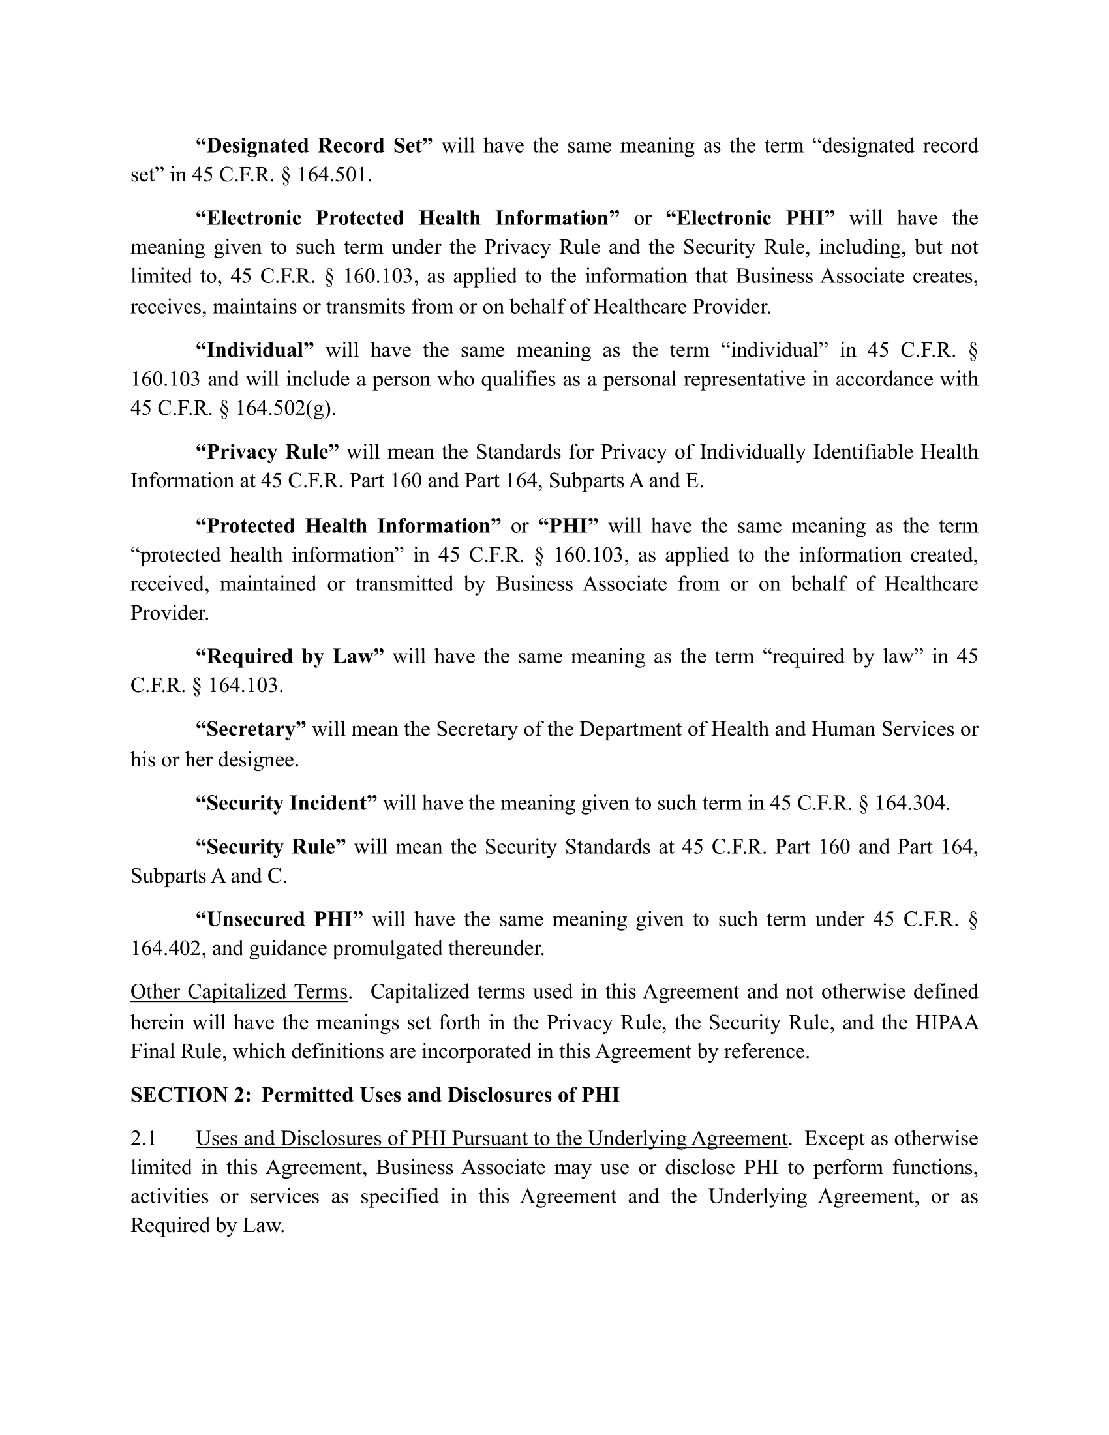 “Designated Record Set” will have the same meaning as the term “designated record
set” in 45 C.F.R. § 164.501.
“Electronic Protected Health Information” or “Electronic PHI” will have the
meaning given to such term under the Privacy Rule and the Security Rule, including, but not
limited to, 45 C.F.R. § 160.103, as applied to the information that Business Associate creates,
receives, maintains or transmits from or on behalf of Healthcare Provider.
“Individual” will have the same meaning as the term “individual” in 45 C.F.R. §
160.103 and will include a person who qualifies as a personal representative in accordance with
45 C.F.R. § 164.502(g).
“Privacy Rule” will mean the Standards for Privacy of Individually Identifiable Health
Information at 45 C.F.R. Part 160 and Part 164, Subparts A and E.
“Protected Health Information” or “PHI” will have the same meaning as the term
“protected health information” in 45 C.F.R. § 160.103, as applied to the information created,
received, maintained or transmitted by Business Associate from or on behalf of Healthcare
Provider.
“Required by Law” will have the same meaning as the term “required by law” in 45
C.F.R. § 164.103.
“Secretary” will mean the Secretary of the Department of Health and Human Services or
his or her designee.
“Security Incident” will have the meaning given to such term in 45 C.F.R. § 164.304.
“Security Rule” will mean the Security Standards at 45 C.F.R. Part 160 and Part 164,
Subparts A and C.
“Unsecured PHI” will have the same meaning given to such term under 45 C.F.R. §
164.402, and guidance promulgated thereunder.
Other Capitalized Terms. Capitalized terms used in this Agreement and not otherwise defined
herein will have the meanings set forth in the Privacy Rule, the Security Rule, and the HIPAA
Final Rule, which definitions are incorporated in this Agreement by reference.
SECTION 2: Permitted Uses and Disclosures of PHI
2.1 Uses and Disclosures of PHI Pursuant to the Underlying Agreement. Except as otherwise
limited in this Agreement, Business Associate may use or disclose PHI to perform functions,
activities or services as specified in this Agreement and the Underlying Agreement, or as
Required by Law.